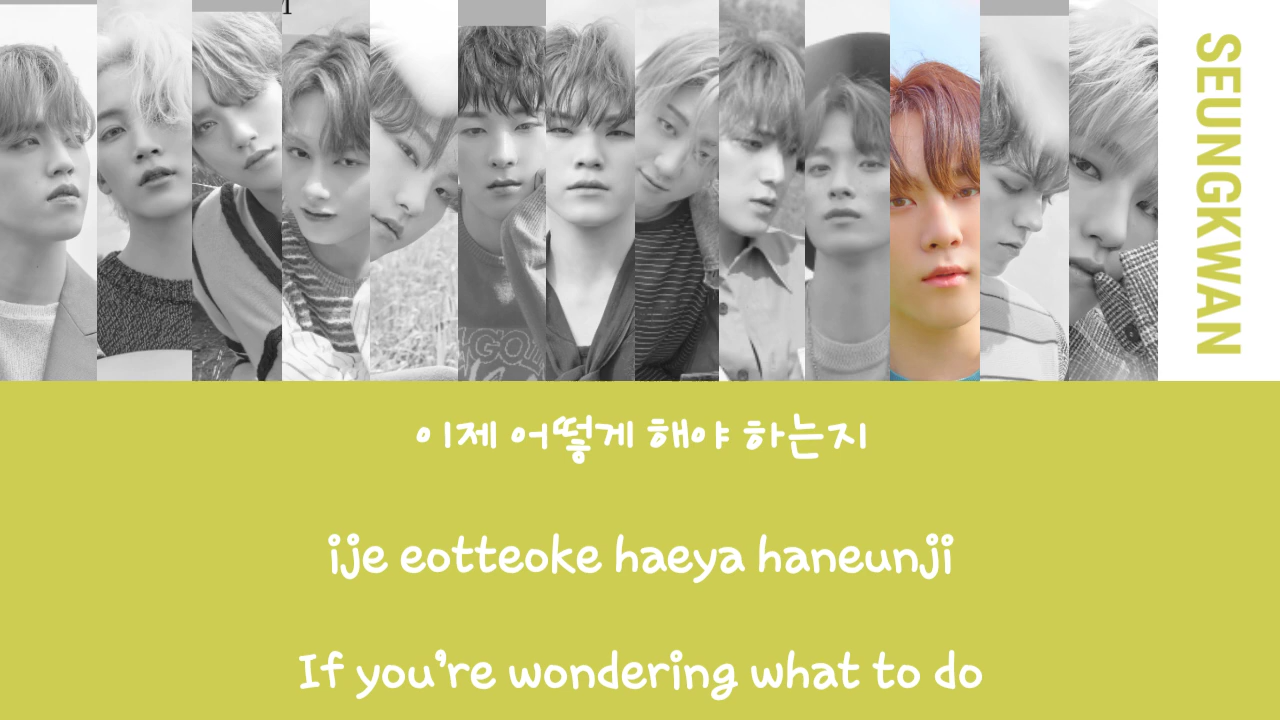 SEUNGKWAN
이제 어떻게 해야 하는지
ije eotteoke haeya haneunji
If you're wondering what to do